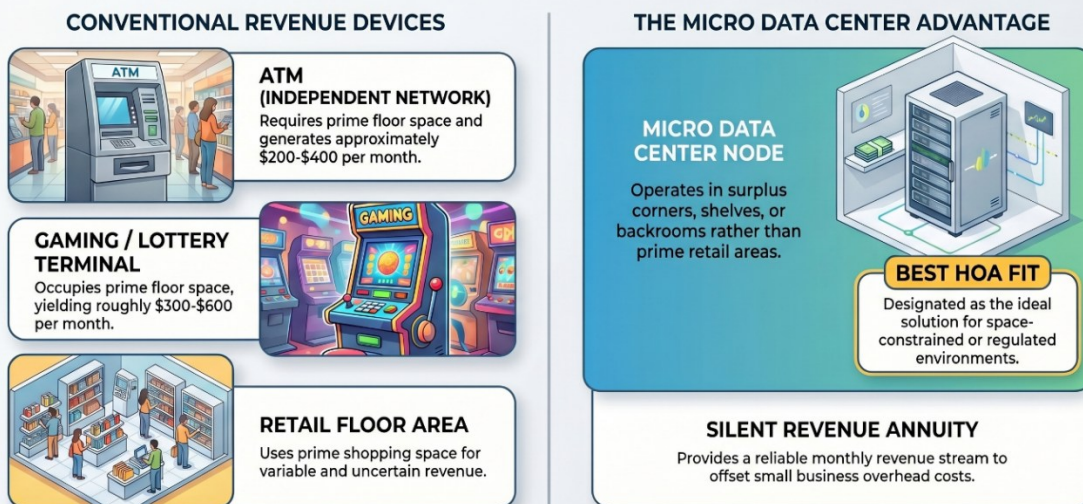 CONVENTIONAL REVENUE DEVICES
ATM
ATM
(INDEPENDENT NETWORK)
Requires prime floor space and
generates approximately
$200-$400 per month.
GAMING / LOTTERY
TERMINAL
Occupies prime floor space,
yielding roughly $300-$600
per month.
GAMING
RETAIL FLOOR AREA
Uses prime shopping space for
variable and uncertain revenue.
THE MICRO DATA CENTER ADVANTAGE
MICRO DATA
CENTER NODE
Operates in surplus
corners, shelves, or
backrooms rather than
prime retail areas.
BEST HOA FIT
Designated as the ideal
solution for space-
constrained or regulated
environments.
SILENT REVENUE ANNUITY
Provides a reliable monthly revenue stream to
offset small business overhead costs.